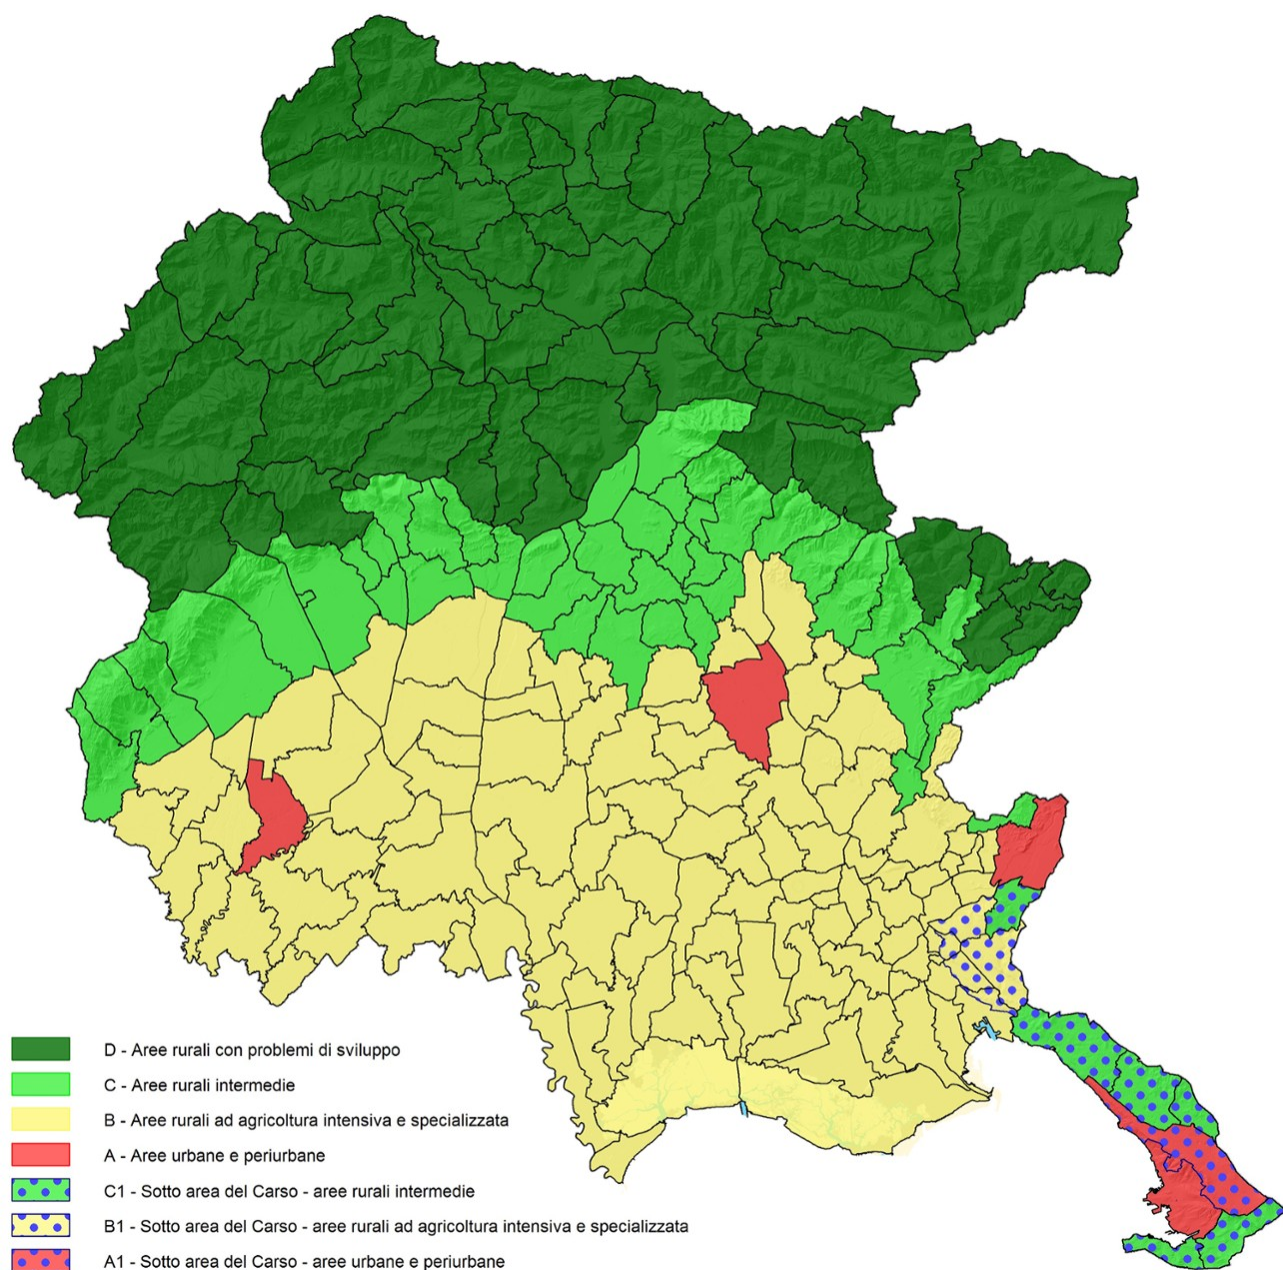 D - Aree rurali con problemi di sviluppo
C - Aree rurali intermedie
B - Aree rurali ad agricoltura intensiva e specializzata
A - Aree urbane e periurbane
C1 - Sotto area del Carso - aree rurali intermedie
B1 - Sotto area del Carso - aree rurali ad agricoltura intensiva e specializzata
A1 - Sotto area del Carso - aree urbane e periurbane